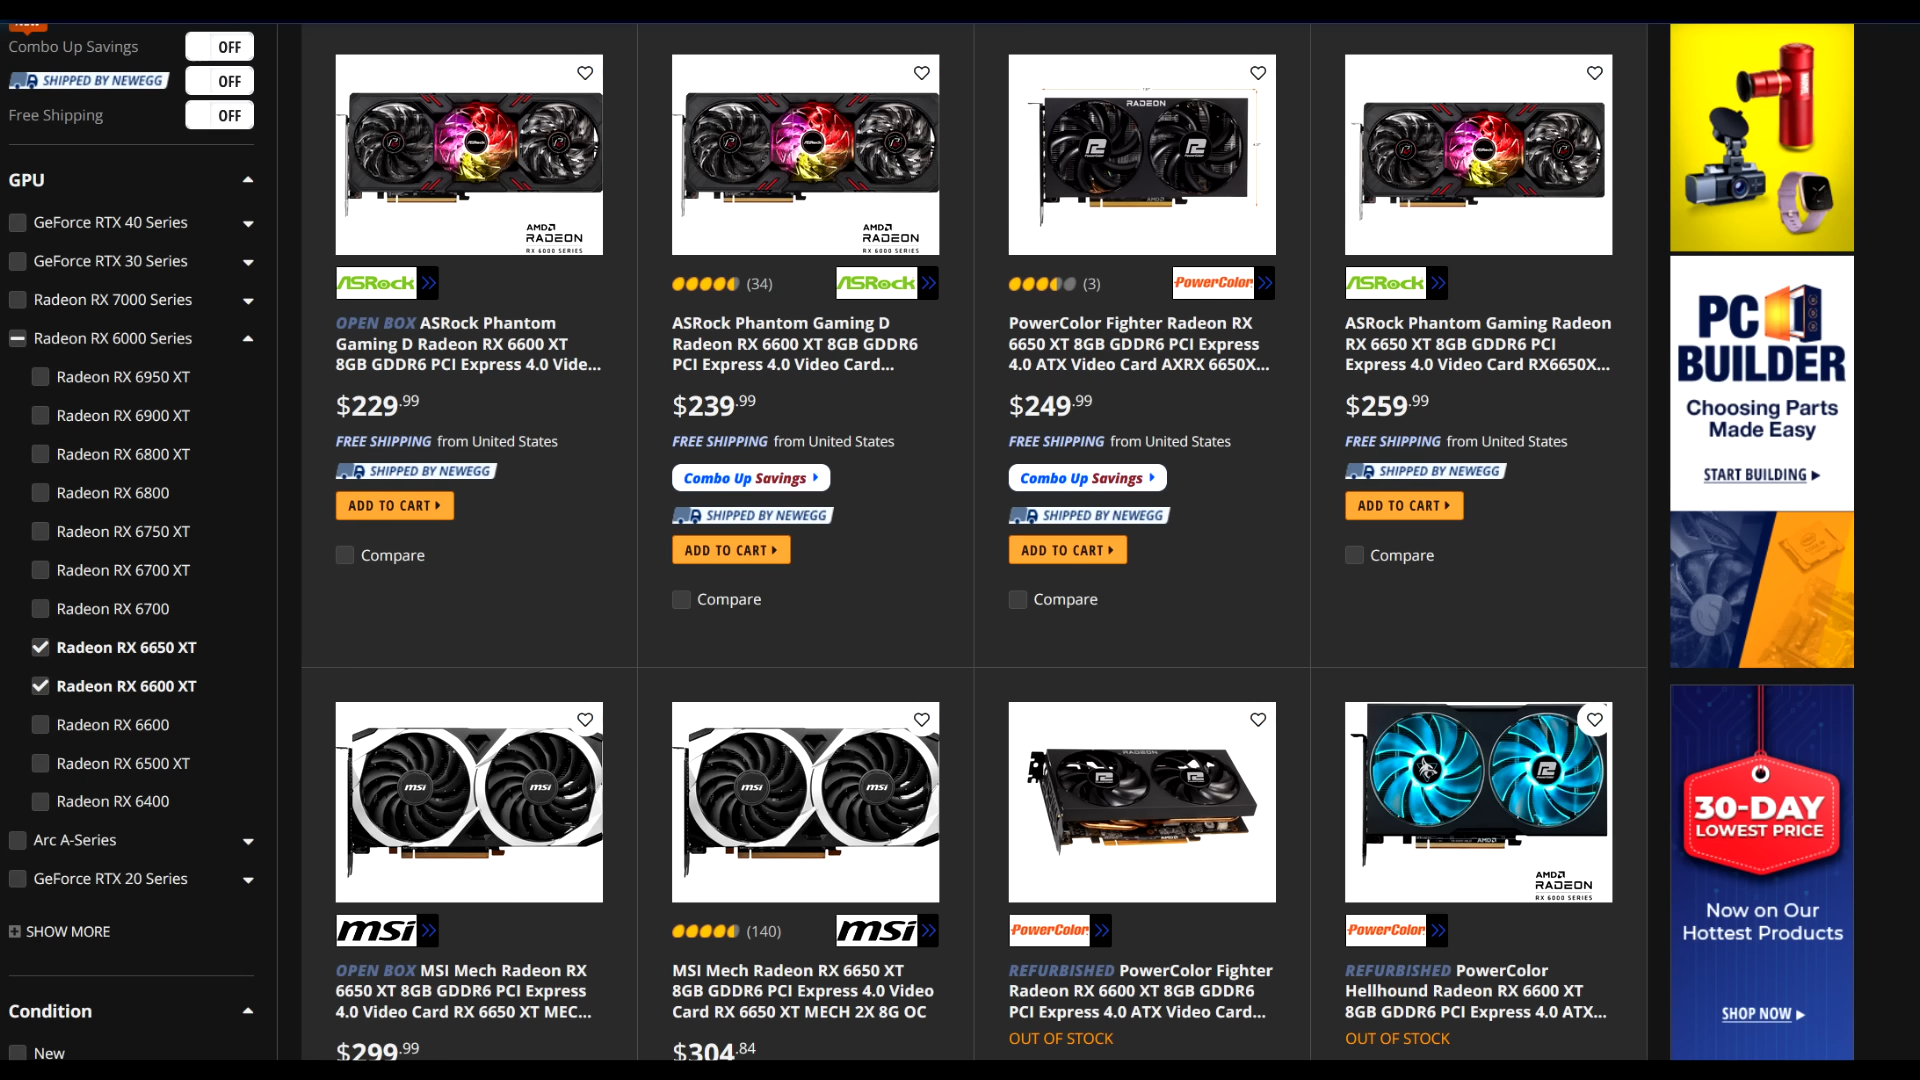 NEW
Combo Up Savings OFF
SHIPPED BY NEWEGG OFF
Free Shipping OFF
GPU
GeForce RTX 40 Series
GeForce RTX 30 Series
Radeon RX 7000 Series
Radeon RX 6000 Series
Radeon RX 6950 XT
Radeon RX 6900 XT
Radeon RX 6800 XT
Radeon RX 6800
Radeon RX 6750 XT
Radeon RX 6700 XT
Radeon RX 6700
Radeon RX 6650 XT
Radeon RX 6600 XT
Radeon RX 6600
Radeon RX 6500 XT
Radeon RX 6400
Arc A-Series
GeForce RTX 20 Series
SHOW MORE
Condition
New
AMD
RADEON
RX 6000 SERIES
ASRock
OPEN BOX ASRock Phantom
Gaming D Radeon RX 6600 XT
8GB GDDR6 PCI Express 4.0 Vide...
$229.99
FREE SHIPPING from United States
SHIPPED BY NEWEGG
ADD TO CART
Compare
AMD
RADEON
RX 6000 SERIES
(34) ASRock
ASRock Phantom Gaming D
Radeon RX 6600 XT 8GB GDDR6
PCI Express 4.0 Video Card...
$239.99
FREE SHIPPING from United States
Combo Up Savings
SHIPPED BY NEWEGG
ADD TO CART
Compare
RADEON
(3) PowerColor
PowerColor Fighter Radeon RX
6650 XT 8GB GDDR6 PCI Express
4.0 ATX Video Card AXRX 6650X...
$249.99
FREE SHIPPING from United States
Combo Up Savings
SHIPPED BY NEWEGG
ADD TO CART
Compare
ASRock
ASRock Phantom Gaming Radeon
RX 6650 XT 8GB GDDR6 PCI
Express 4.0 Video Card RX6650X...
$259.99
FREE SHIPPING from United States
SHIPPED BY NEWEGG
ADD TO CART
Compare
msi msi
msi
OPEN BOX MSI Mech Radeon RX
6650 XT 8GB GDDR6 PCI Express
4.0 Video Card RX 6650 XT MEC...
$299.99
msi msi
(140) msi
MSI Mech Radeon RX 6650 XT
8GB GDDR6 PCI Express 4.0 Video
Card RX 6650 XT MECH 2X 8G OC
$304.84
RADEON
PowerColor
REFURBISHED PowerColor Fighter
Radeon RX 6600 XT 8GB GDDR6
PCI Express 4.0 ATX Video Card...
OUT OF STOCK
AMD
RADEON
RX 6000 SERIES
PowerColor
REFURBISHED PowerColor
Hellhound Radeon RX 6600 XT
8GB GDDR6 PCI Express 4.0 ATX...
OUT OF STOCK
PC
BUILDER
Choosing Parts
Made Easy
START BUILDING
30-DAY
LOWEST PRICE
Now on Our
Hottest Products
SHOP NOW